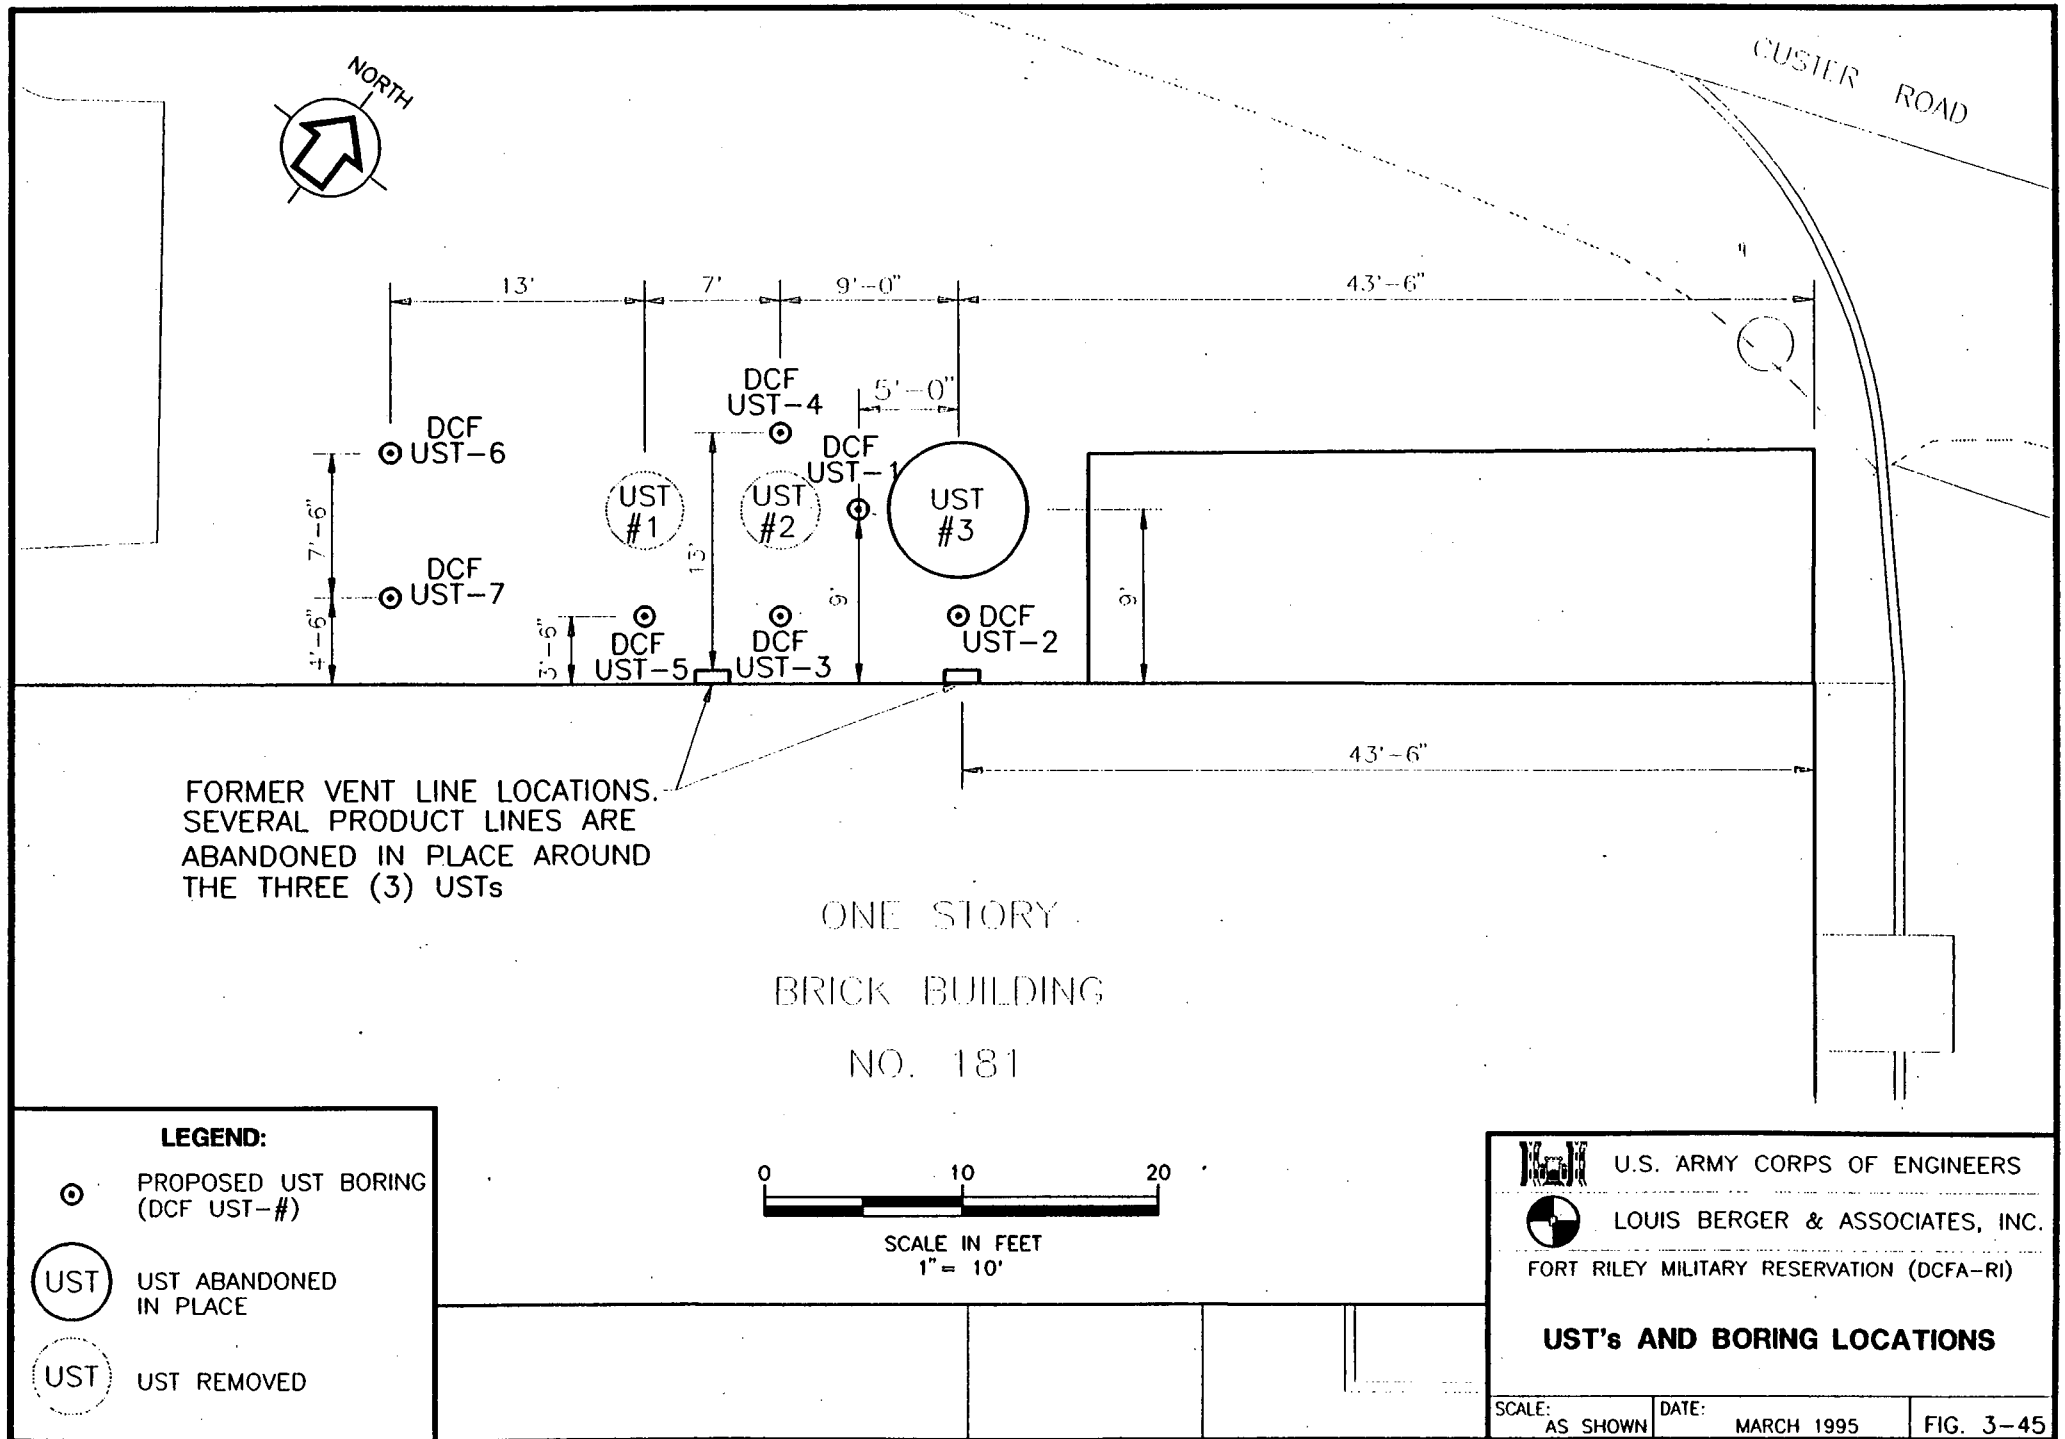 NORTH
CUSTER ROAD
13'
7'
9'-0"
43'-6"
DCF
UST-4
5'-0"
DCF
UST-6
DCF
UST-1
UST
#1
UST
#2
UST
#3
7'-6"
13'
DCF
UST-7
9'
9'
4'-6"
3'-6"
DCF
UST-5
DCF
UST-3
DCF
UST-2
43'-6"
FORMER VENT LINE LOCATIONS.
SEVERAL PRODUCT LINES ARE
ABANDONED IN PLACE AROUND
THE THREE (3) USTs
ONE STORY
BRICK BUILDING
NO. 181
LEGEND:
PROPOSED UST BORING
(DCF UST-#)
UST
UST ABANDONED
IN PLACE
UST
UST REMOVED
0 10 20
SCALE IN FEET
1"= 10'
U.S. ARMY CORPS OF ENGINEERS
LOUIS BERGER & ASSOCIATES, INC.
FORT RILEY MILITARY RESERVATION (DCFA-RI)
UST's AND BORING LOCATIONS
SCALE:
AS SHOWN
DATE:
MARCH 1995
FIG. 3-45